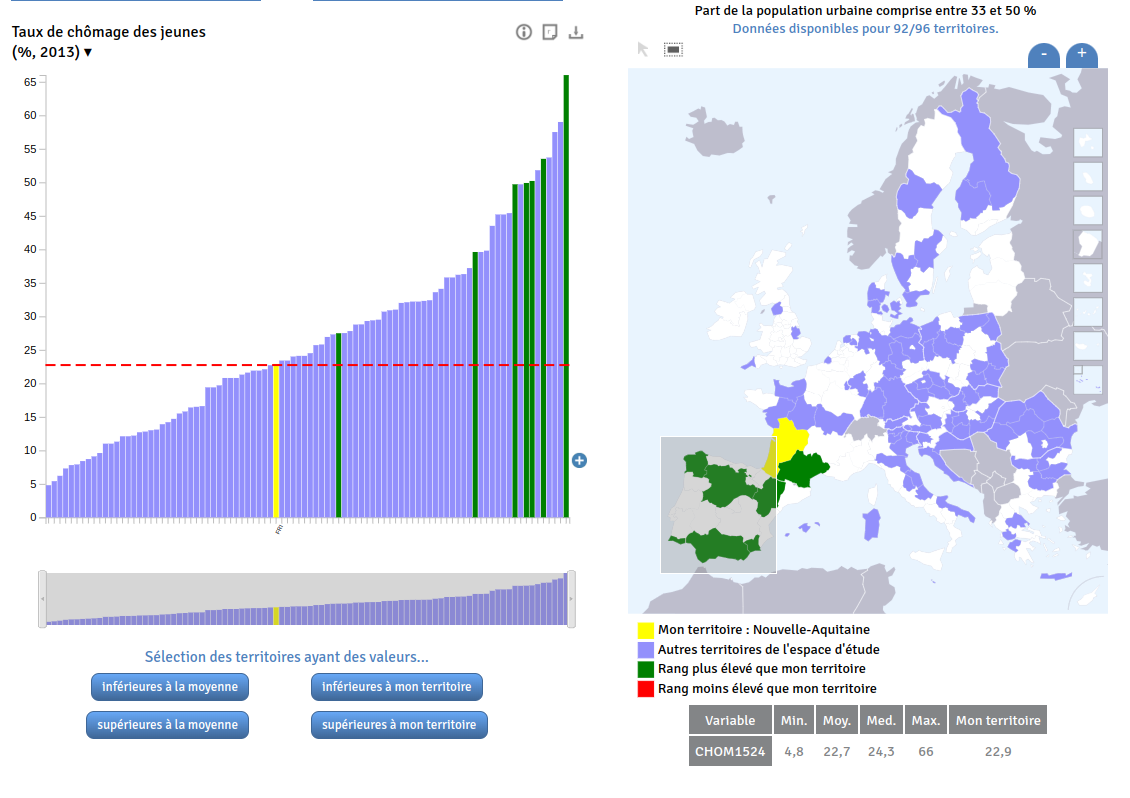 Taux de chômage des jeunes
(%, 2013) ▾
65
60
55
50
45
40
35
30
25
20
15
10
5
0
FRI
Sélection des territoires ayant des valeurs...
inférieures à la moyenne
inférieures à mon territoire
supérieures à la moyenne
supérieures à mon territoire
Part de la population urbaine comprise entre 33 et 50 %
Données disponibles pour 92/96 territoires.
-
+
Mon territoire : Nouvelle-Aquitaine
Autres territoires de l'espace d'étude
Rang plus élevé que mon territoire
Rang moins élevé que mon territoire
Variable Min. Moy. Med. Max. Mon territoire
CHOM1524 4,8 22,7 24,3 66 22,9